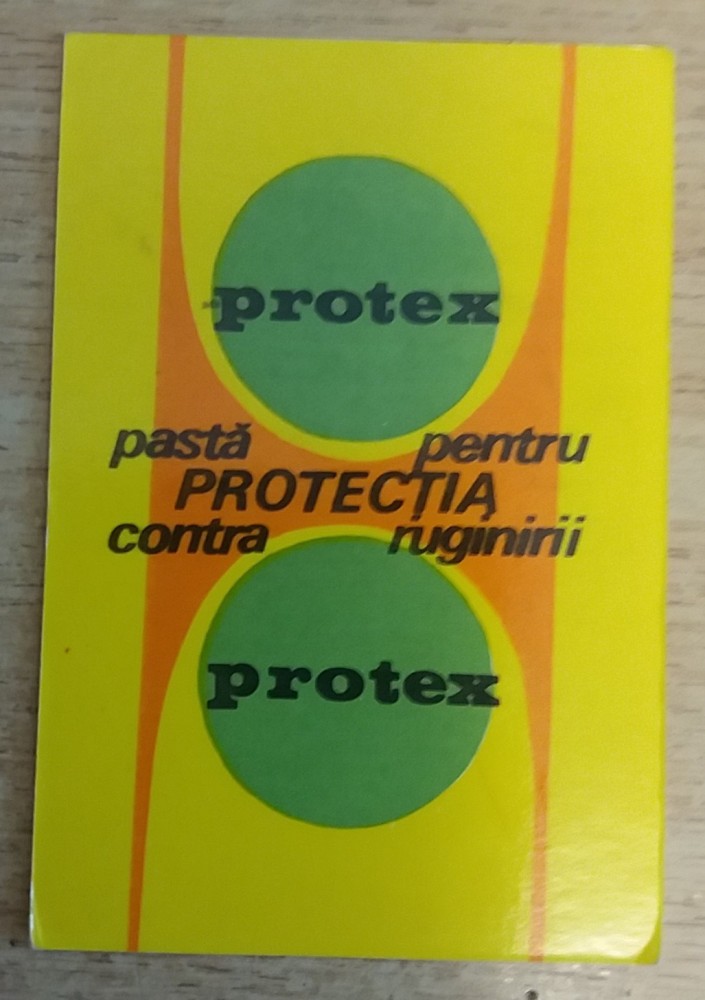 protex
pastă pentru
PROTECȚIA
contra ruginirii
protex